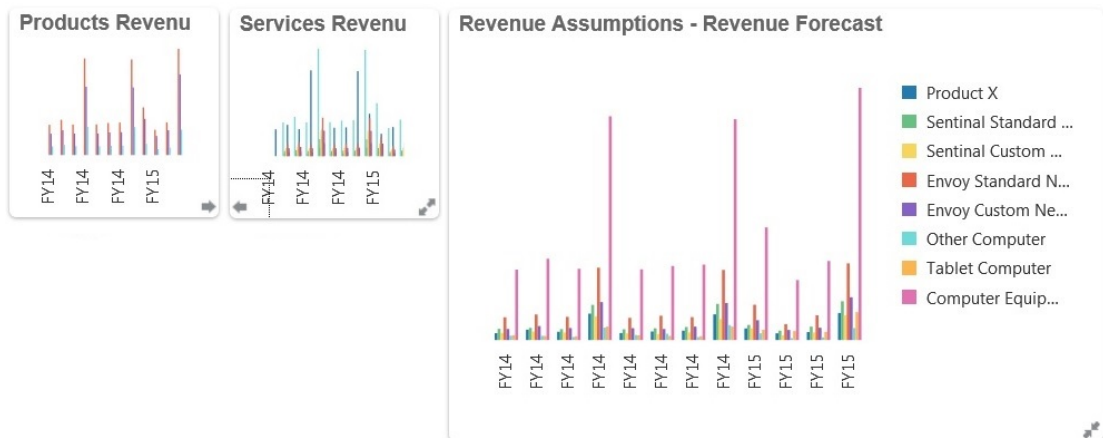 Products Revenu
FY14
FY14
FY14
FY15
Services Revenu
FY14
FY14
FY14
FY15
Revenue Assumptions - Revenue Forecast
Product X
Sentinal Standard ...
Sentinal Custom ...
Envoy Standard N...
Envoy Custom Ne...
Other Computer
Tablet Computer
Computer Equip...
FY14
FY14
FY14
FY14
FY14
FY14
FY14
FY14
FY15
FY15
FY15
FY15